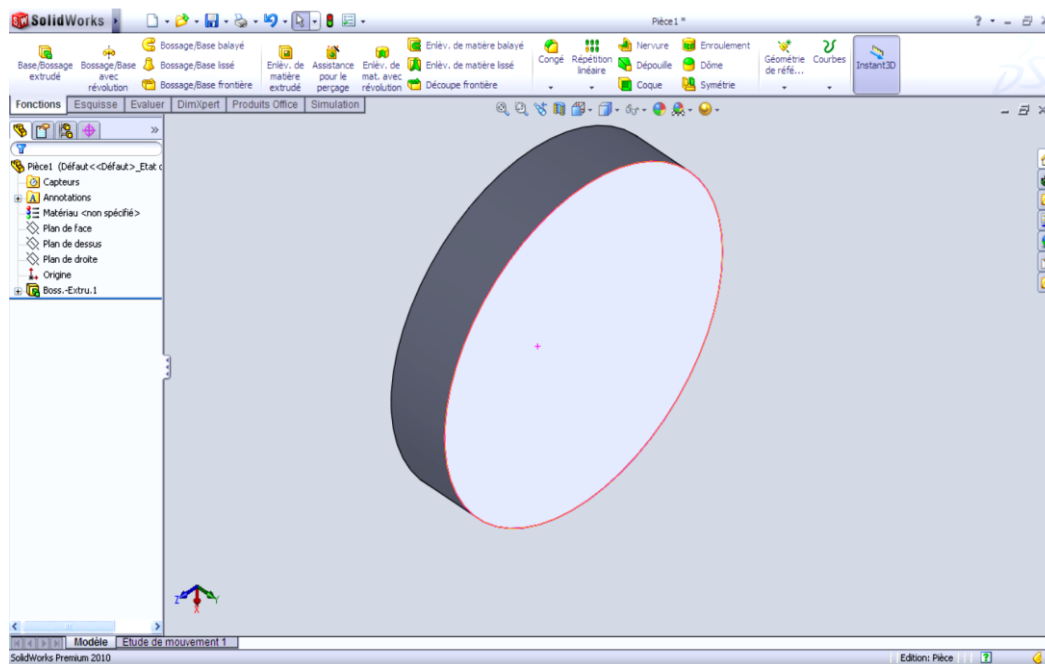 SolidWorks
Pièce1 *
Base/Bossage extrudé
Bossage/Base avec révolution
Bossage/Base balayé
Bossage/Base lissé
Bossage/Base frontière
Enlèv. de matière extrudé
Assistance pour le perçage
Enlèv. de mat. avec révolution
Enlèv. de matière balayé
Enlèv. de matière lissé
Découpe frontière
Congé
Répétition linéaire
Nervure
Dépouille
Coque
Enroulement
Dôme
Symétrie
Géométrie de réfé...
Courbes
Instant3D
Fonctions Esquisse Evaluer DimXpert Produits Office Simulation
Pièce1 (Défaut<<Défaut>_Etat c
Capteurs
Annotations
Matériau <non spécifié>
Plan de face
Plan de dessus
Plan de droite
Origine
Boss.-Extru.1
Z X Y
Modèle Etude de mouvement 1
SolidWorks Premium 2010 Edition: Pièce